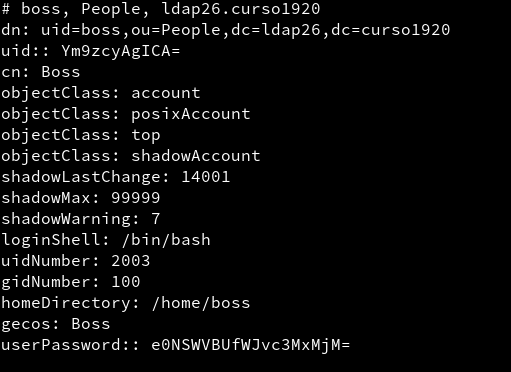 # boss, People, ldap26.curso1920
dn: uid=boss,ou=People,dc=ldap26,dc=curso1920
uid:: Ym9zcyAgICA=
cn: Boss
objectClass: account
objectClass: posixAccount
objectClass: top
objectClass: shadowAccount
shadowLastChange: 14001
shadowMax: 99999
shadowWarning: 7
loginShell: /bin/bash
uidNumber: 2003
gidNumber: 100
homeDirectory: /home/boss
gecos: Boss
userPassword:: e0NSWVBUfWJvc3MxMjM=